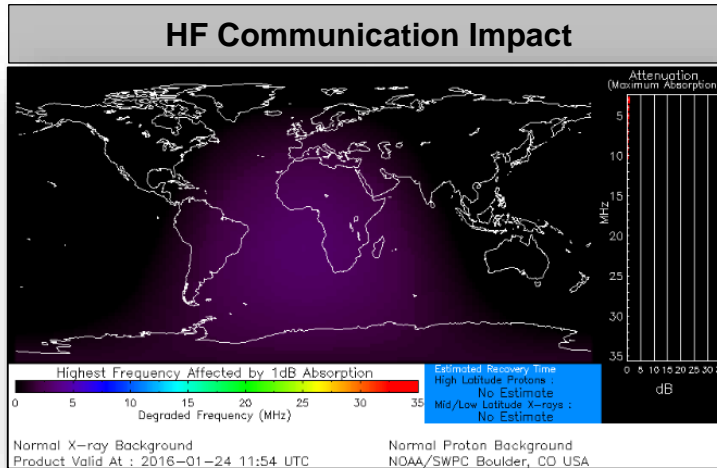 HF Communication Impact
Attenuation
(Maximum Absorption
5
10
15
20
25
30
35
MHz
0 5 10 15 20 25 30 3
dB
Highest Frequency Affected by 1dB Absorption
0 5 10 15 20 25 30 35
Degraded Frequency (MHz)
Estimated Recovery Time
High Latitude Protons :
No Estimate
Mid/Low Latitude X-rays :
No Estimate
Normal X-ray Background
Product Valid At : 2016-01-24 11:54 UTC
Normal Proton Background
NOAA/SWPC Boulder, CO USA